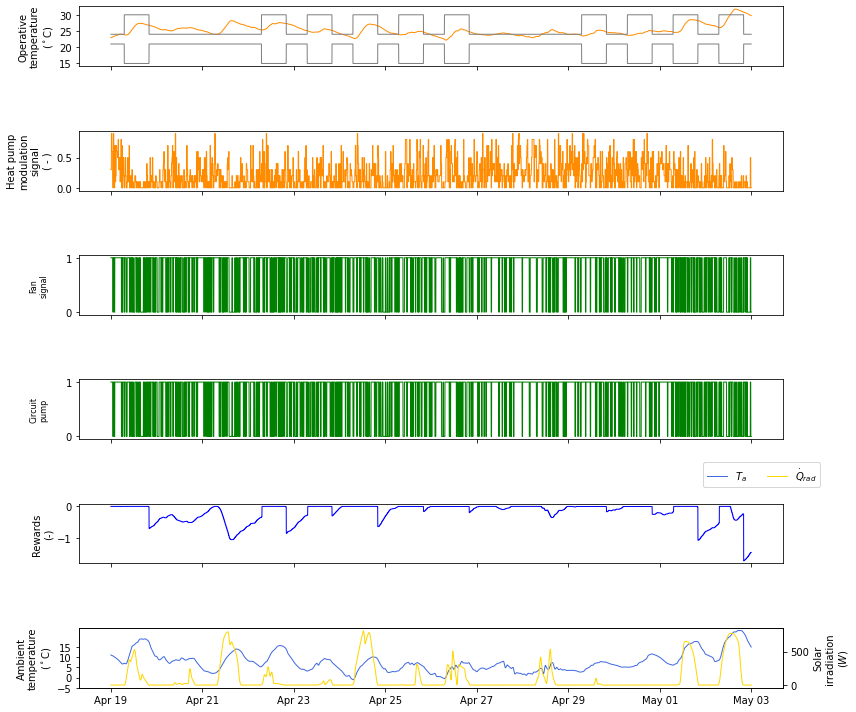 Operative
temperature
(°C)
30
25
20
15
Heat pump
modulation
signal
( - )
0.5
0.0
Fan
signal
1
0
Circuit
pump
1
0
T_a
Q̇_rad
Rewards
(-)
0
−1
Ambient
temperature
(°C)
15
10
5
0
−5
500
0
Solar
irradiation
(W)
Apr 19 Apr 21 Apr 23 Apr 25 Apr 27 Apr 29 May 01 May 03